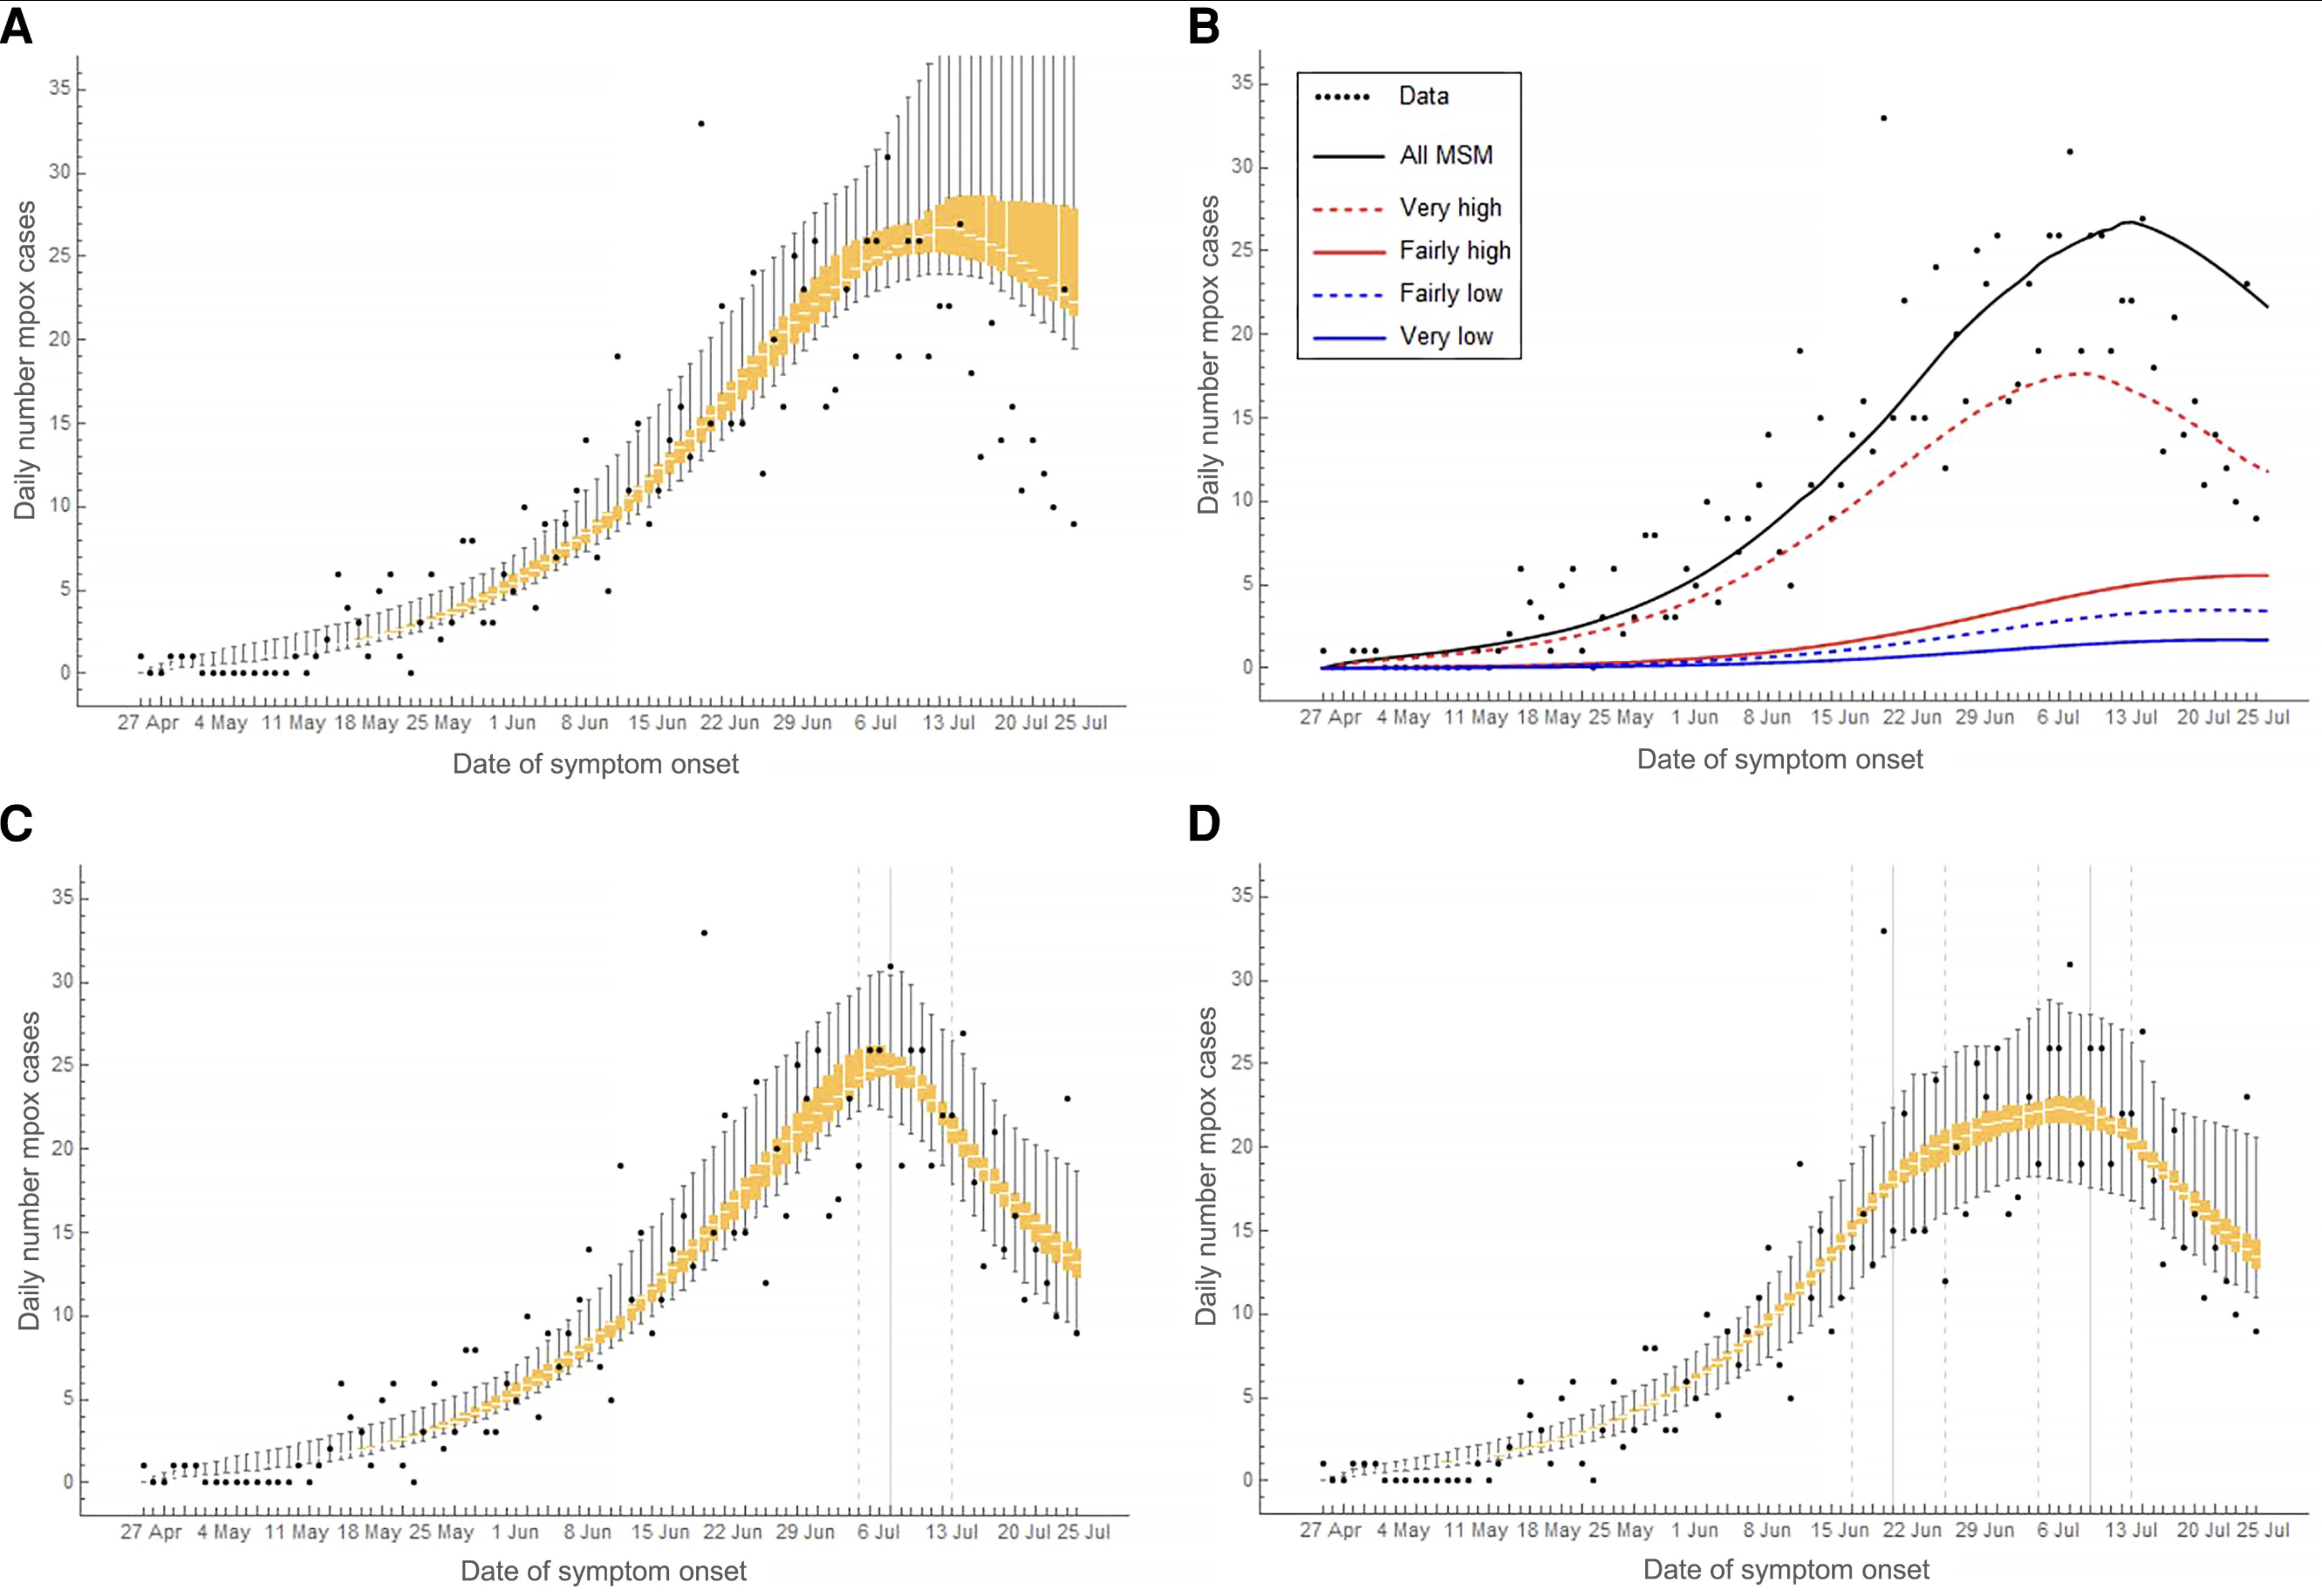 A
Daily number mpox cases
35
30
25
20
15
10
5
0
27 Apr 4 May 11 May 18 May 25 May 1 Jun 8 Jun 15 Jun 22 Jun 29 Jun 6 Jul 13 Jul 20 Jul 25 Jul
Date of symptom onset
B
Daily number mpox cases
35
30
25
20
15
10
5
0
Data
All MSM
Very high
Fairly high
Fairly low
Very low
27 Apr 4 May 11 May 18 May 25 May 1 Jun 8 Jun 15 Jun 22 Jun 29 Jun 6 Jul 13 Jul 20 Jul 25 Jul
Date of symptom onset
C
Daily number mpox cases
35
30
25
20
15
10
5
0
27 Apr 4 May 11 May 18 May 25 May 1 Jun 8 Jun 15 Jun 22 Jun 29 Jun 6 Jul 13 Jul 20 Jul 25 Jul
Date of symptom onset
D
Daily number mpox cases
35
30
25
20
15
10
5
0
27 Apr 4 May 11 May 18 May 25 May 1 Jun 8 Jun 15 Jun 22 Jun 29 Jun 6 Jul 13 Jul 20 Jul 25 Jul
Date of symptom onset